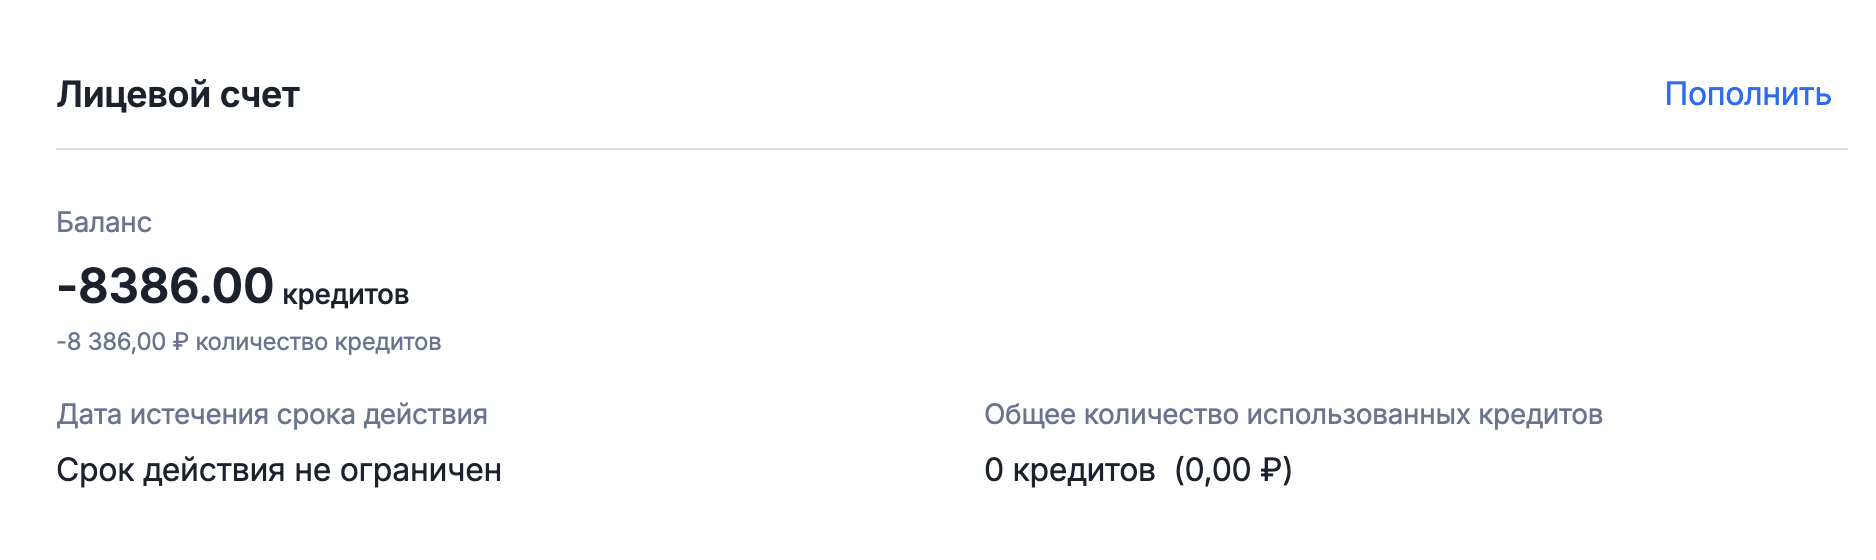 Лицевой счет
Пополнить
Баланс
-8386.00 кредитов
-8 386,00 ₽ количество кредитов
Дата истечения срока действия
Срок действия не ограничен
Общее количество использованных кредитов
0 кредитов (0,00 ₽)